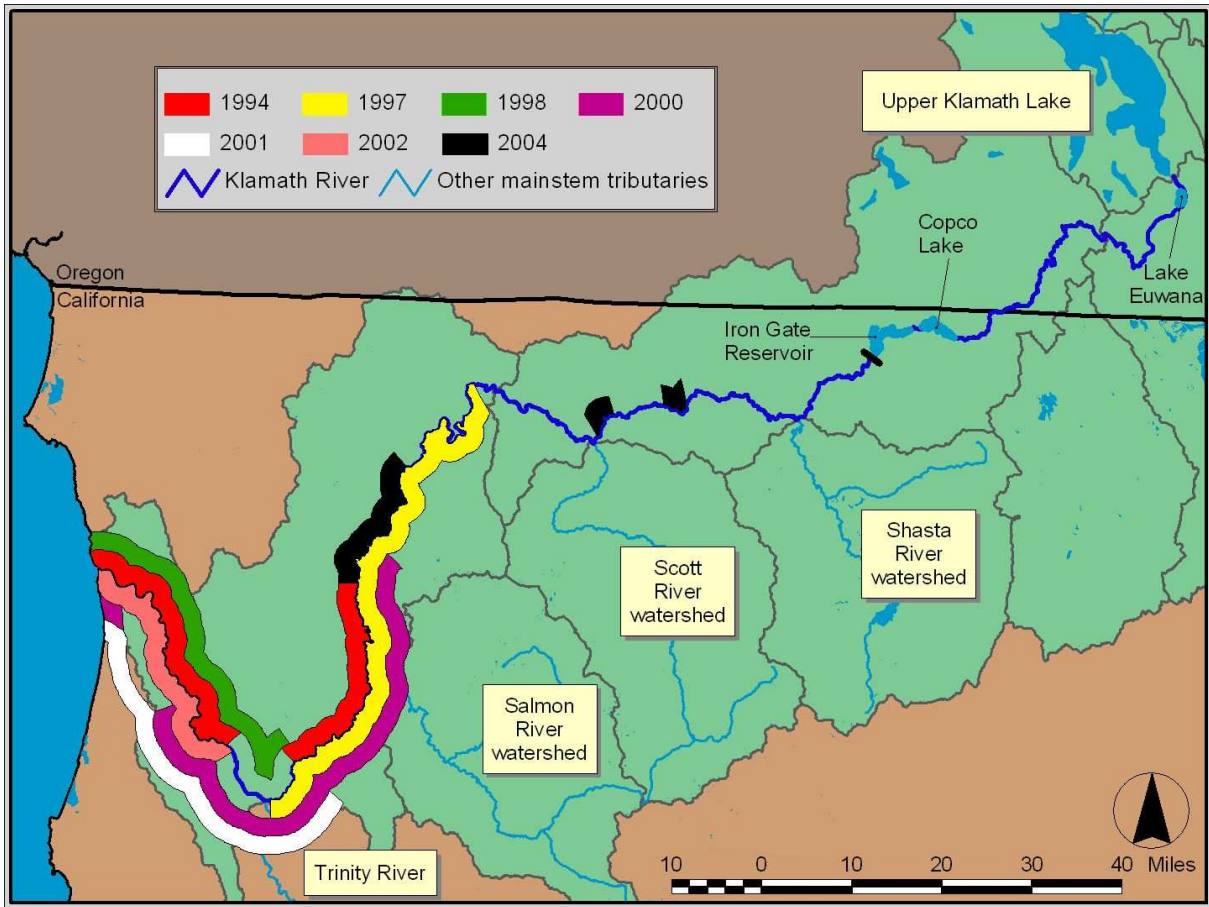 1994
1997
1998
2000
2001
2002
2004
Klamath River
Other mainstem tributaries
Upper Klamath Lake
Copco
Lake
Lake
Euwana
Oregon
California
Iron Gate
Reservoir
Shasta
River
watershed
Scott
River
watershed
Salmon
River
watershed
Trinity River
10 0 10 20 30 40 Miles